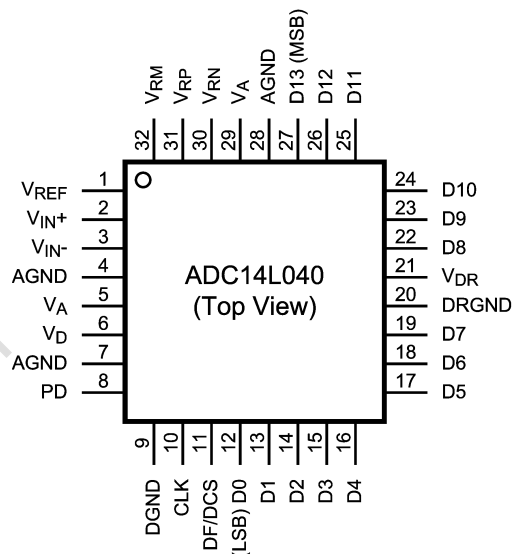 VRM
VRP
VRN
VA
AGND
D13 (MSB)
D12
D11
32
31
30
29
28
27
26
25
VREF 1
VIN+ 2
VIN- 3
AGND 4
VA 5
VD 6
AGND 7
PD 8
ADC14L040
(Top View)
24 D10
23 D9
22 D8
21 VDR
20 DRGND
19 D7
18 D6
17 D5
9
10
11
12
13
14
15
16
DGND
CLK
DF/DCS
(LSB) D0
D1
D2
D3
D4